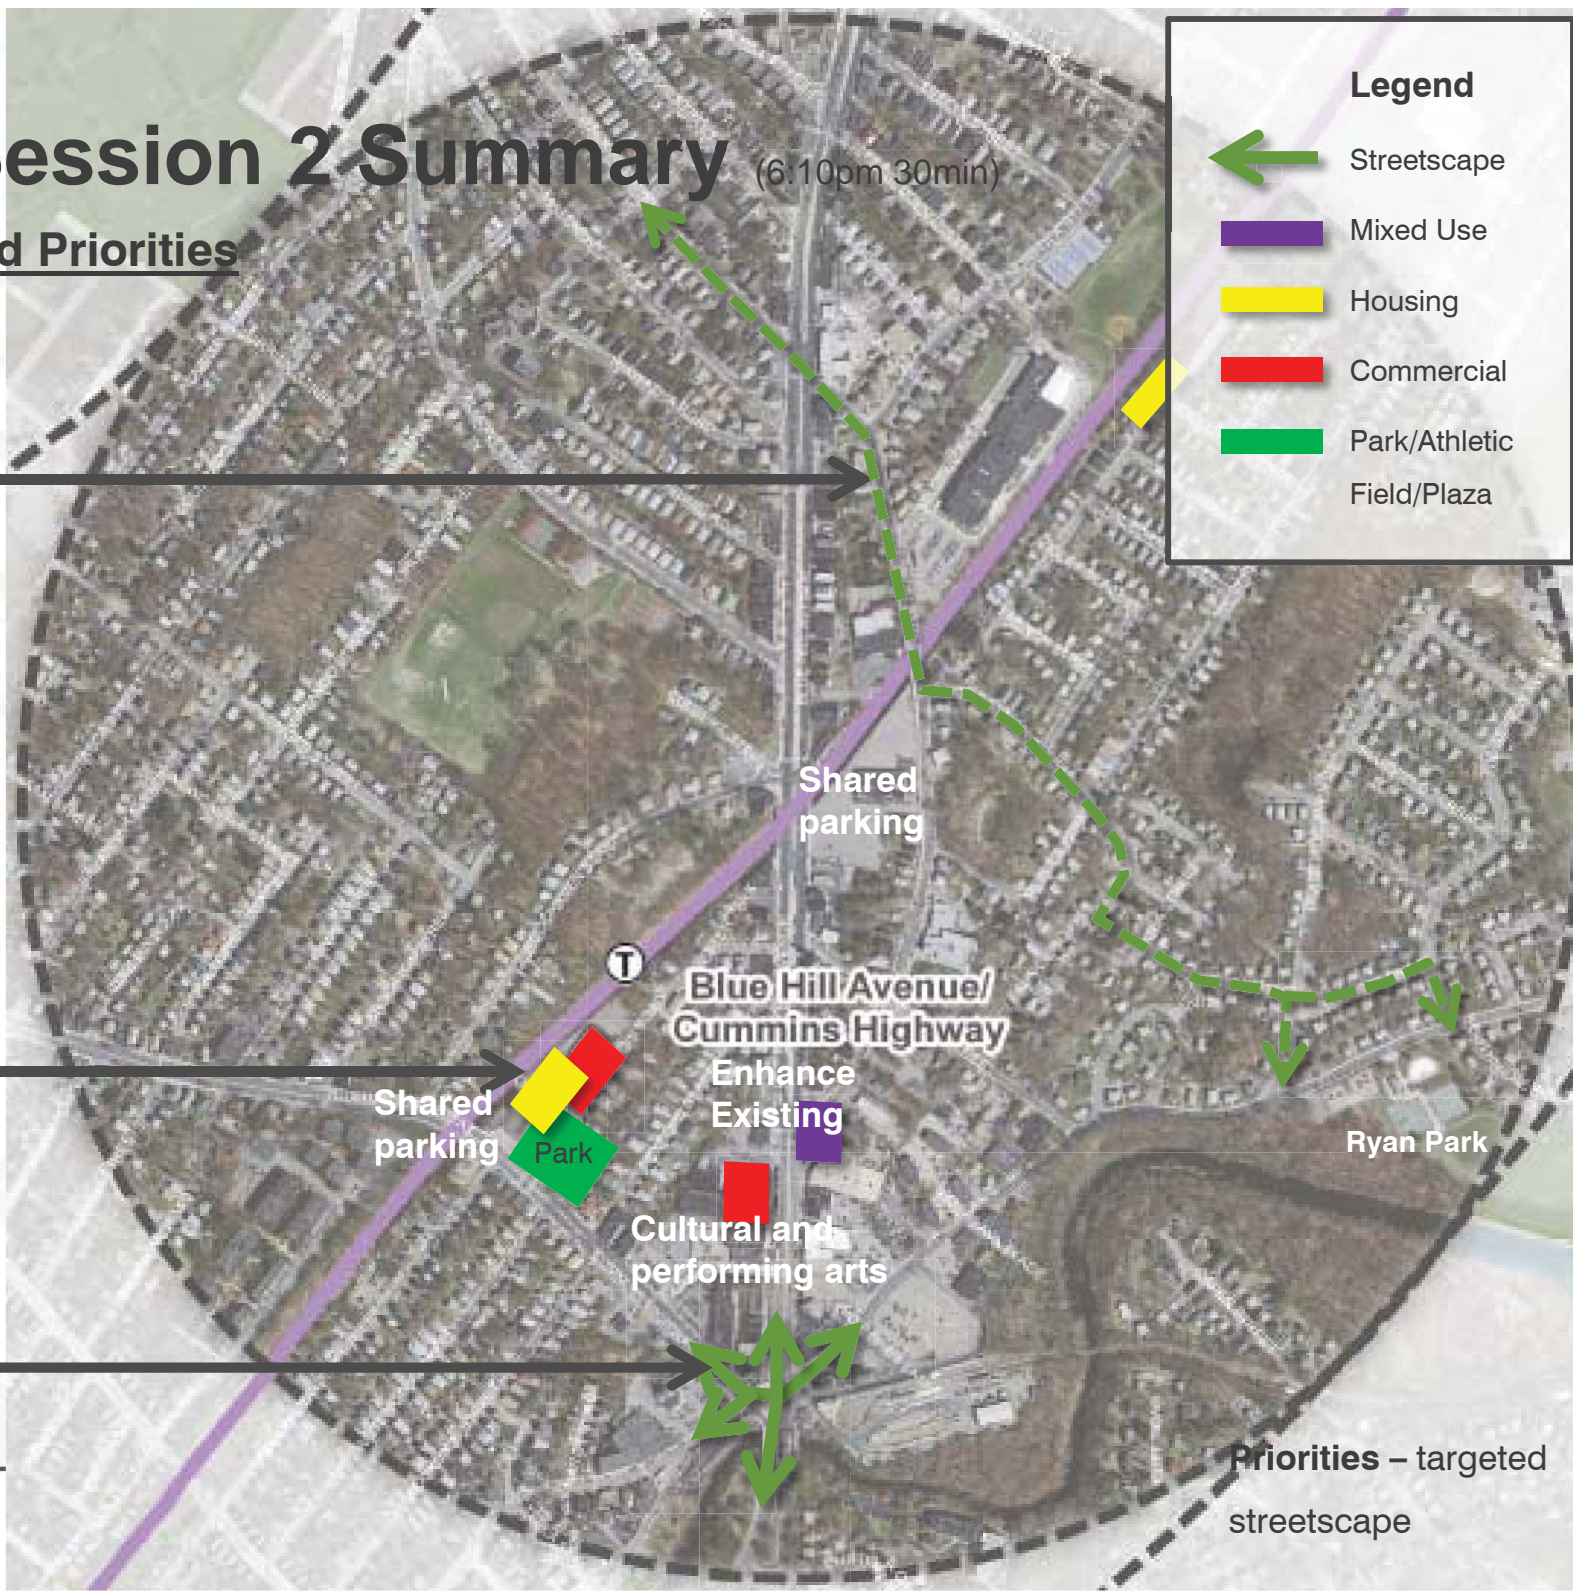 ession 2 Summary (6:10pm 30min)
d Priorities
Legend
Streetscape
Mixed Use
Housing
Commercial
Park/Athletic
Field/Plaza
Shared
parking
T
Blue Hill Avenue/
Cummins Highway
Enhance
Existing
Shared
parking
Park
Ryan Park
Cultural and
performing arts
Priorities – targeted
streetscape